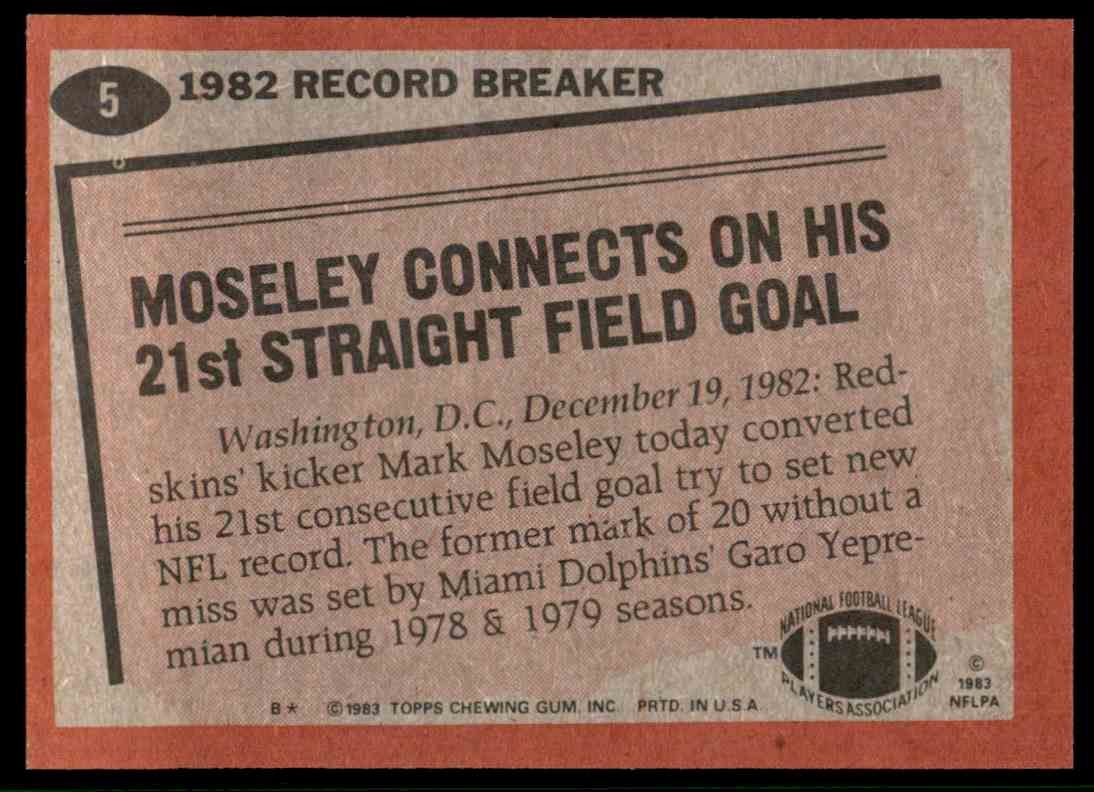 5 1982 RECORD BREAKER
MOSELEY CONNECTS ON HIS
21st STRAIGHT FIELD GOAL
Washington, D.C., December 19, 1982: Red-
skins' kicker Mark Moseley today converted
his 21st consecutive field goal try to set new
NFL record. The former mark of 20 without a
miss was set by Miami Dolphins' Garo Yepre-
mian during 1978 & 1979 seasons.
NATIONAL FOOTBALL LEAGUE
TM
PLAYERS ASSOCIATION
© 
1983
NFLPA
B* ©1983 TOPPS CHEWING GUM, INC. PRTD. IN U.S.A.